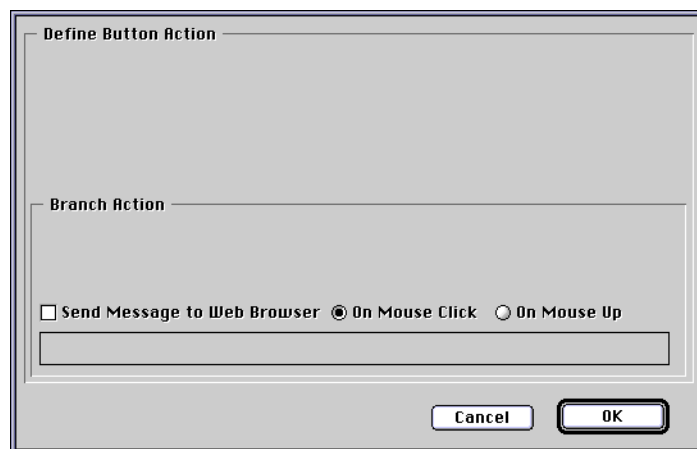 Define Button Action
Branch Action
Send Message to Web Browser On Mouse Click On Mouse Up
Cancel OK